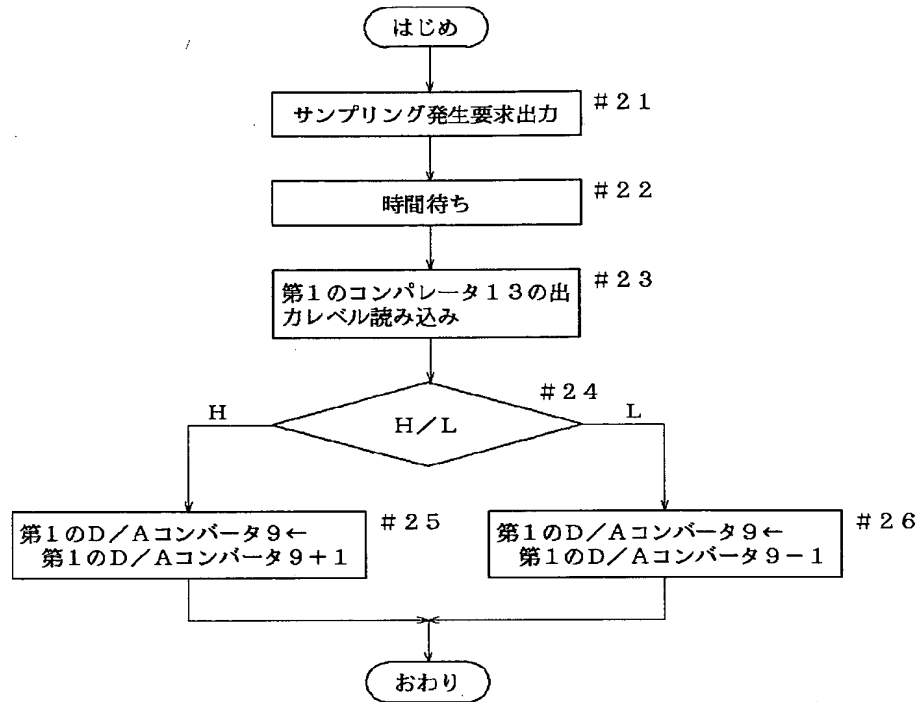 はじめ
サンプリング発生要求出力
#21
時間待ち
#22
第1のコンパレータ13の出
力レベル読み込み
#23
#24
H
H/L
L
第1のD/Aコンバータ9←
第1のD/Aコンバータ9+1
#25
第1のD/Aコンバータ9←
第1のD/Aコンバータ9-1
#26
おわり